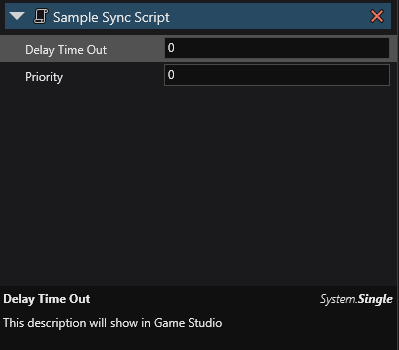 Sample Sync Script
Delay Time Out 0
Priority 0
Delay Time Out System.Single
This description will show in Game Studio